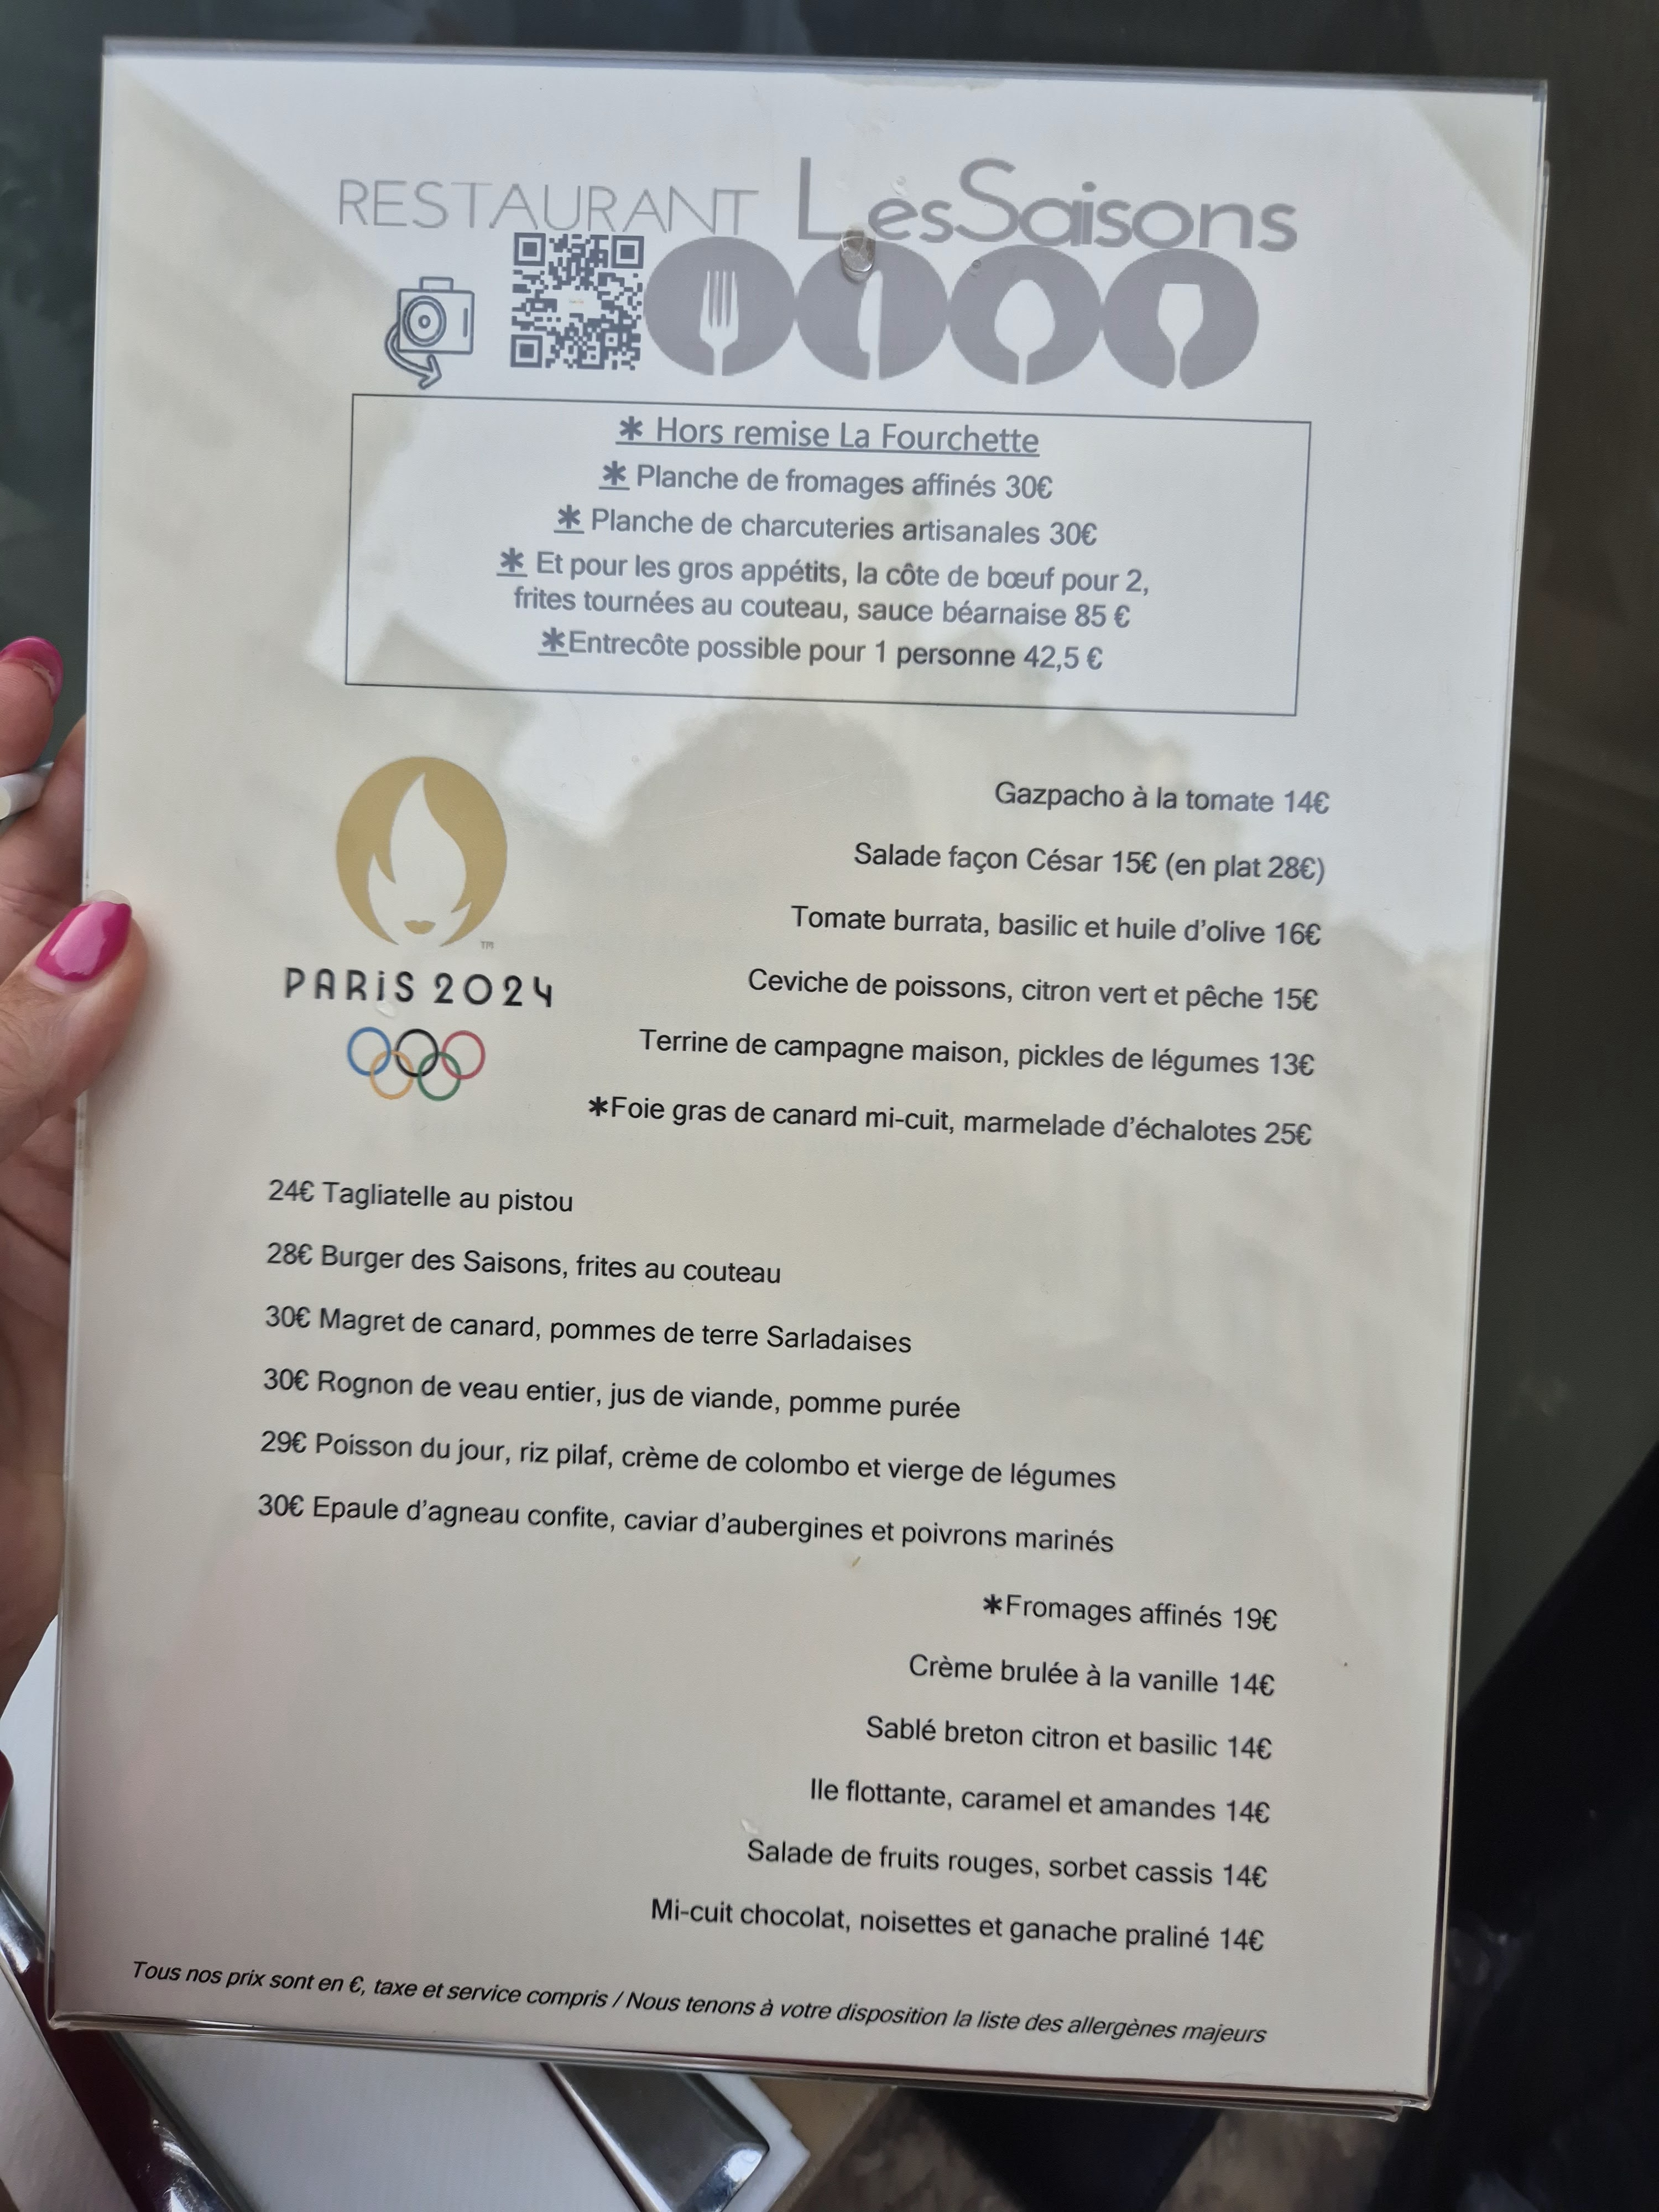 RESTAURANT Les Saisons
* Hors remise La Fourchette
* Planche de fromages affinés 30€
* Planche de charcuteries artisanales 30€
* Et pour les gros appétits, la côte de bœuf pour 2,
frites tournées au couteau, sauce béarnaise 85 €
*Entrecôte possible pour 1 personne 42,5 €
Gazpacho à la tomate 14€
Salade façon César 15€ (en plat 28€)
Tomate burrata, basilic et huile d'olive 16€
Ceviche de poissons, citron vert et pêche 15€
Terrine de campagne maison, pickles de légumes 13€
*Foie gras de canard mi-cuit, marmelade d'échalotes 25€
TM
PARiS 2024
24€ Tagliatelle au pistou
28€ Burger des Saisons, frites au couteau
30€ Magret de canard, pommes de terre Sarladaises
30€ Rognon de veau entier, jus de viande, pomme purée
29€ Poisson du jour, riz pilaf, crème de colombo et vierge de légumes
30€ Epaule d'agneau confite, caviar d'aubergines et poivrons marinés
*Fromages affinés 19€
Crème brulée à la vanille 14€
Sablé breton citron et basilic 14€
Ile flottante, caramel et amandes 14€
Salade de fruits rouges, sorbet cassis 14€
Mi-cuit chocolat, noisettes et ganache praliné 14€
Tous nos prix sont en €, taxe et service compris / Nous tenons à votre disposition la liste des allergènes majeurs